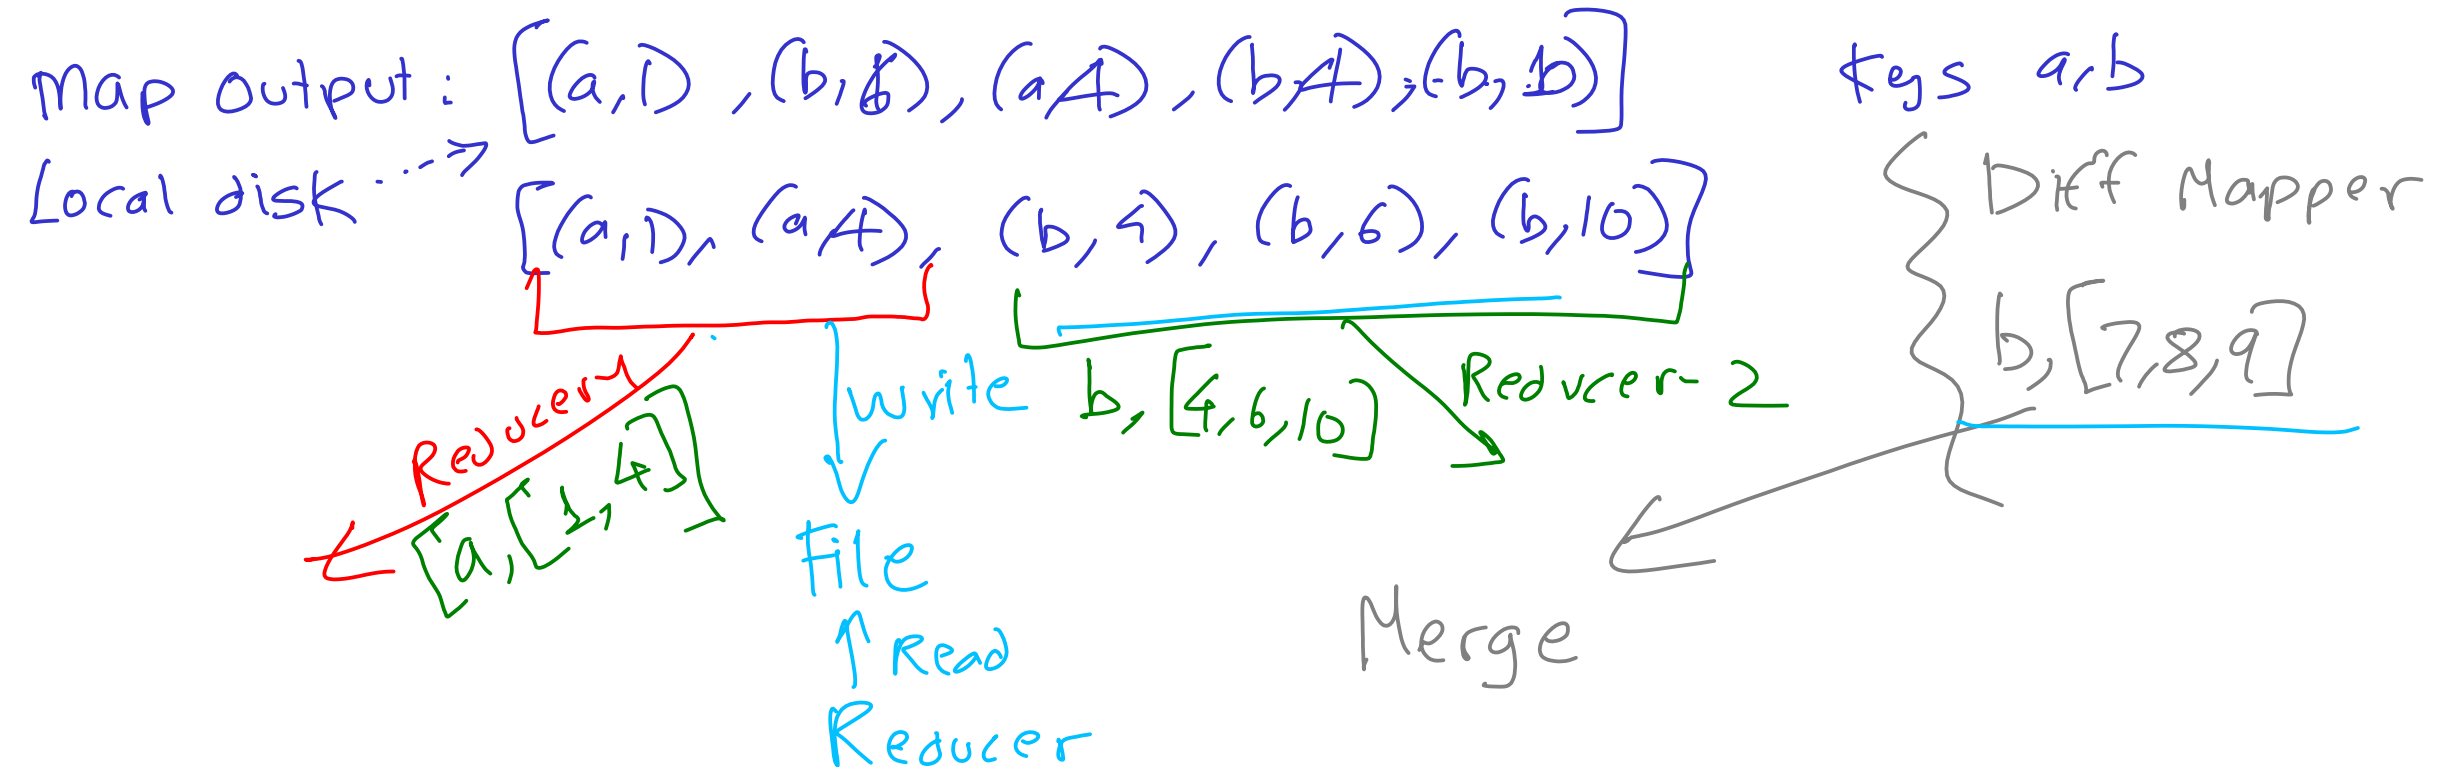 Map output: [(a,1), (b,6), (a,4), (b,4), (b,10)] Keys a,b
Local disk [(a,1), (a,4), (b,4), (b,6), (b,10)] Diff Mapper
b, [7,8,9]
Reducer-1
[a,[1,4]]
write
b, [4,6,10]
Reducer-2
File
Read
Reducer
Merge